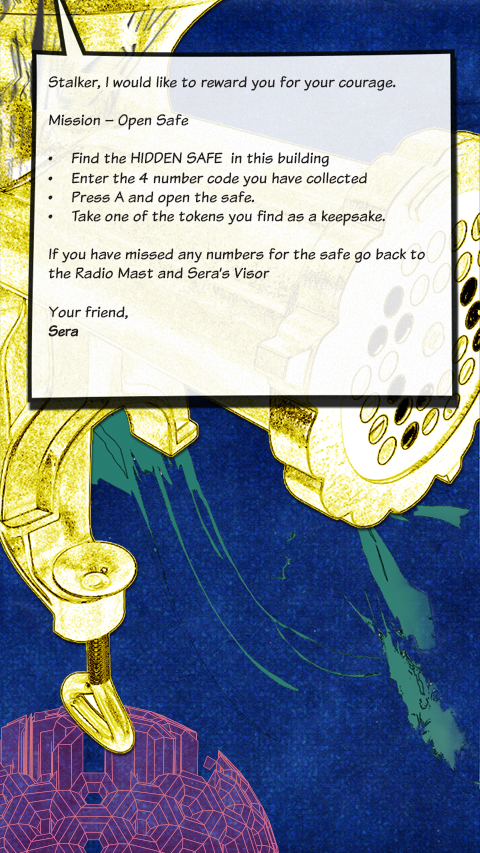 Stalker, I would like to reward you for your courage.
Mission – Open Safe
• Find the HIDDEN SAFE in this building
• Enter the 4 number code you have collected
• Press A and open the safe.
• Take one of the tokens you find as a keepsake.
If you have missed any numbers for the safe go back to
the Radio Mast and Sera's Visor
Your friend,
Sera